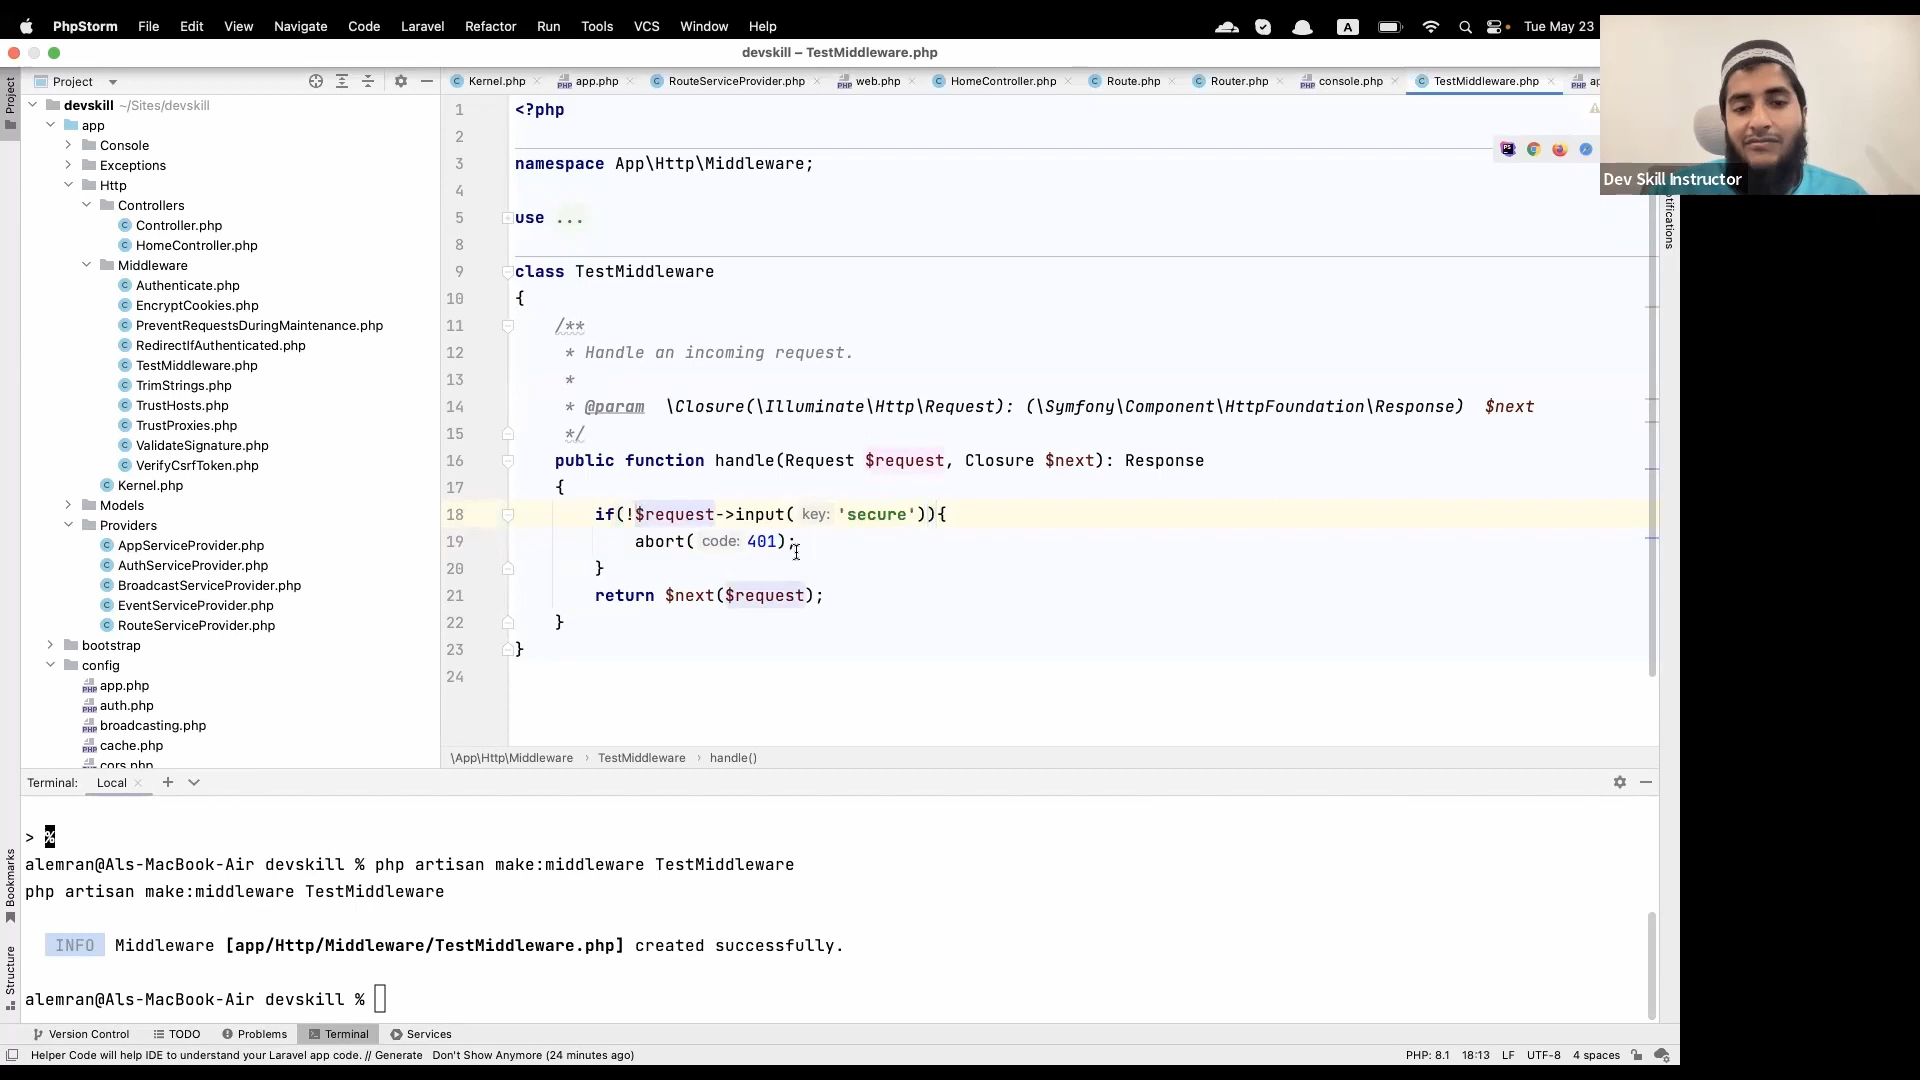 PhpStorm File Edit View Navigate Code Laravel Refactor Run Tools VCS Window Help A Tue May 23
devskill – TestMiddleware.php
Project
Kernel.php app.php RouteServiceProvider.php web.php HomeController.php Route.php Router.php console.php TestMiddleware.php
Project
devskill ~/Sites/devskill
app
Console
Exceptions
Http
Controllers
Controller.php
HomeController.php
Middleware
Authenticate.php
EncryptCookies.php
PreventRequestsDuringMaintenance.php
RedirectIfAuthenticated.php
TestMiddleware.php
TrimStrings.php
TrustHosts.php
TrustProxies.php
ValidateSignature.php
VerifyCsrfToken.php
Kernel.php
Models
Providers
AppServiceProvider.php
AuthServiceProvider.php
BroadcastServiceProvider.php
EventServiceProvider.php
RouteServiceProvider.php
bootstrap
config
app.php
auth.php
broadcasting.php
cache.php
cors.php
1 <?php
2
3 namespace App\Http\Middleware;
4
5 use ...
8
9 class TestMiddleware
10 {
11 /**
12 * Handle an incoming request.
13 *
14 * @param \Closure(\Illuminate\Http\Request): (\Symfony\Component\HttpFoundation\Response) $next
15 */
16 public function handle(Request $request, Closure $next): Response
17 {
18 if(!$request->input( key: 'secure')){
19 abort( code: 401);
20 }
21 return $next($request);
22 }
23 }
24
Dev Skill Instructor
\App\Http\Middleware › TestMiddleware › handle()
Terminal: Local
> %
alemran@Als-MacBook-Air devskill % php artisan make:middleware TestMiddleware
php artisan make:middleware TestMiddleware
INFO Middleware [app/Http/Middleware/TestMiddleware.php] created successfully.
alemran@Als-MacBook-Air devskill %
Bookmarks
Structure
Version Control TODO Problems Terminal Services
Helper Code will help IDE to understand your Laravel app code. // Generate Don't Show Anymore (24 minutes ago)
PHP: 8.1 18:13 LF UTF-8 4 spaces